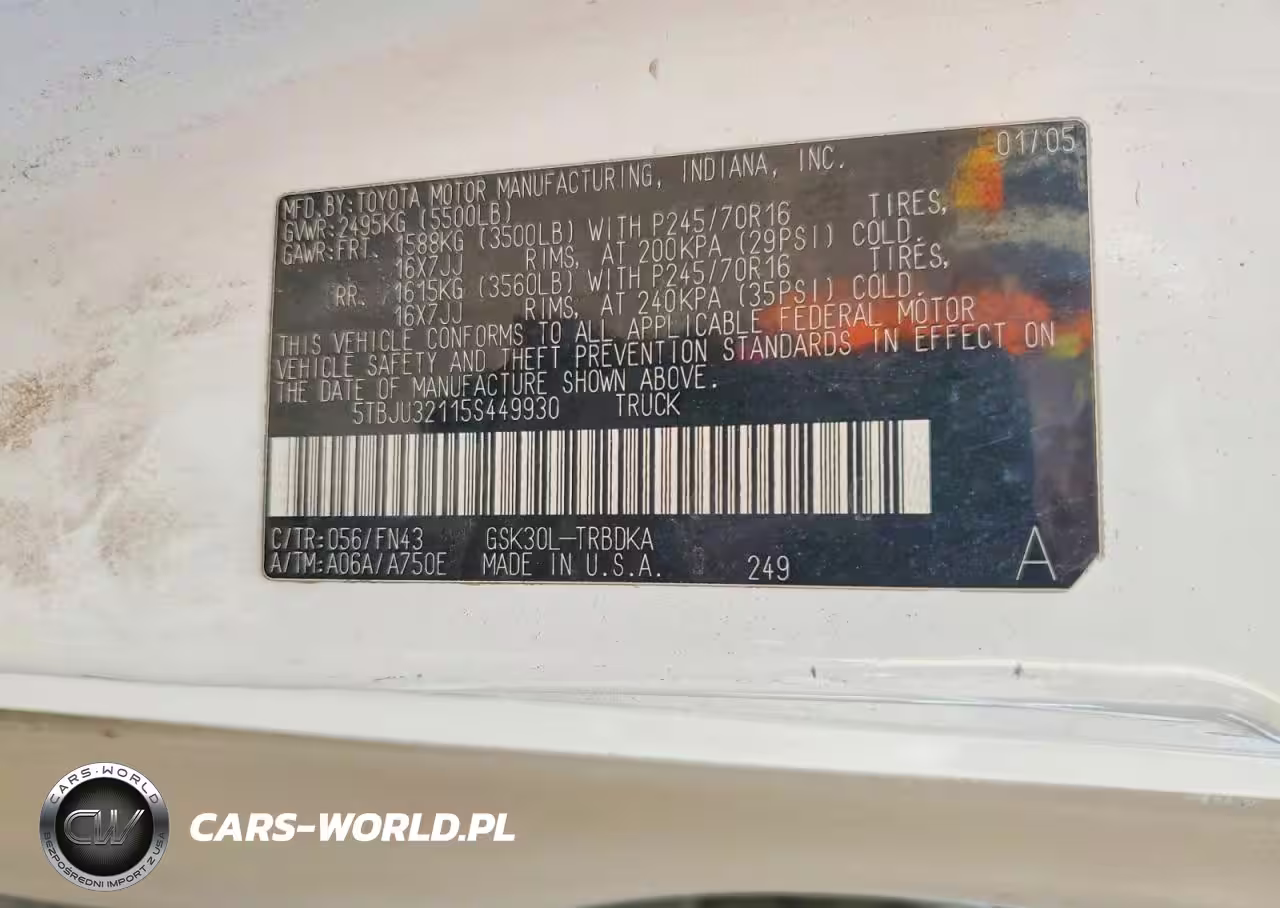 01/05
MFD.BY:TOYOTA MOTOR MANUFACTURING, INDIANA, INC.
GVWR:2495KG (5500LB)
GAWR:FRT. 1588KG (3500LB) WITH P245/70R16 TIRES,
16X7JJ RIMS, AT 200KPA (29PSI) COLD.
RR. 1615KG (3560LB) WITH P245/70R16 TIRES,
16X7JJ RIMS, AT 240KPA (35PSI) COLD.
THIS VEHICLE CONFORMS TO ALL APPLICABLE FEDERAL MOTOR
VEHICLE SAFETY AND THEFT PREVENTION STANDARDS IN EFFECT ON
THE DATE OF MANUFACTURE SHOWN ABOVE.
5TBJU32115S449930 TRUCK
C/TR:056/FN43 GSK30L-TRBDKA
A/TM:A06A/A750E MADE IN U.S.A. 249 A
CARS-WORLD
CW
BEZPOŚREDNI IMPORT Z USA
CARS-WORLD.PL